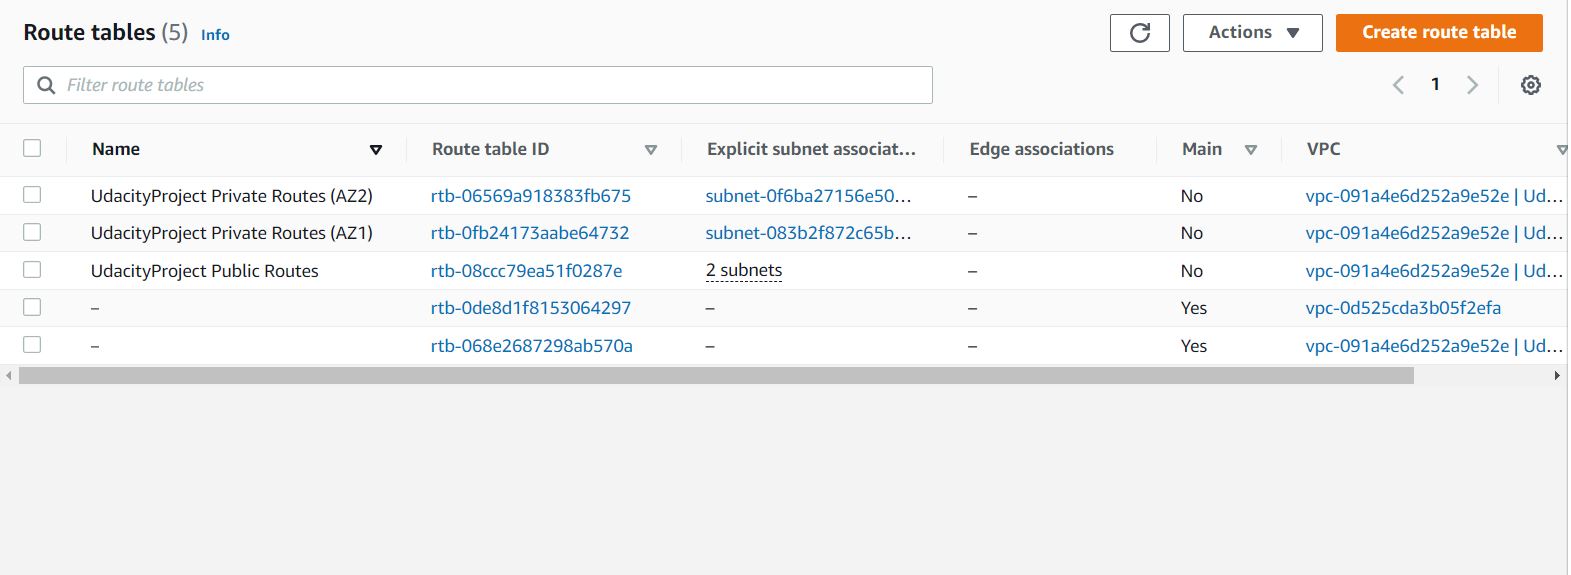 Route tables (5) Info
Actions
Create route table
Filter route tables
1
Name Route table ID Explicit subnet associat... Edge associations Main VPC
UdacityProject Private Routes (AZ2) rtb-06569a918383fb675 subnet-0f6ba27156e50... – No vpc-091a4e6d252a9e52e | Ud...
UdacityProject Private Routes (AZ1) rtb-0fb24173aabe64732 subnet-083b2f872c65b... – No vpc-091a4e6d252a9e52e | Ud...
UdacityProject Public Routes rtb-08ccc79ea51f0287e 2 subnets – No vpc-091a4e6d252a9e52e | Ud...
– rtb-0de8d1f8153064297 – – Yes vpc-0d525cda3b05f2efa
– rtb-068e2687298ab570a – – Yes vpc-091a4e6d252a9e52e | Ud...